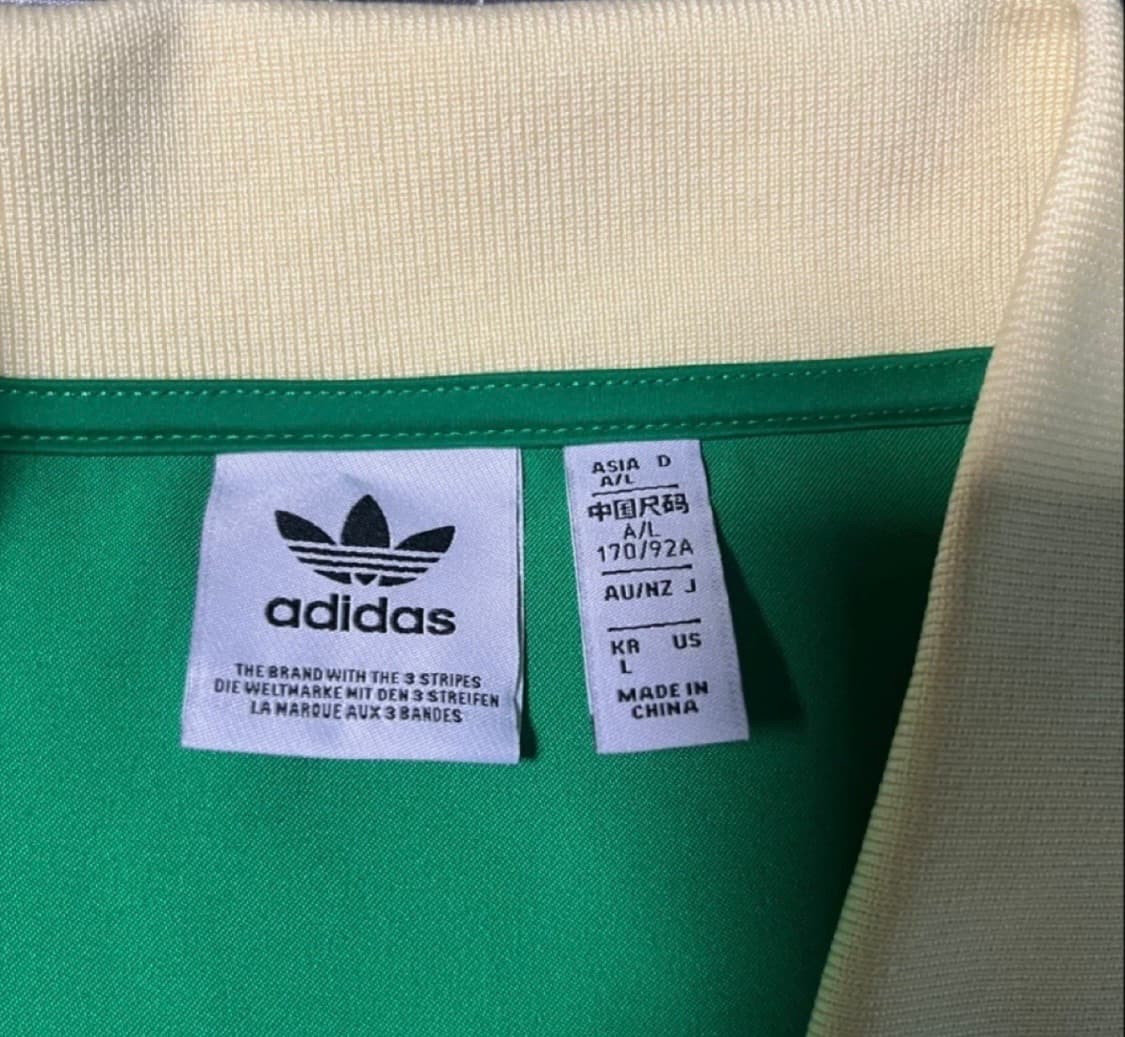 adidas
THE BRAND WITH THE 3 STRIPES
DIE WELTMARKE MIT DEN 3 STREIFEN
LA MARQUE AUX 3 BANDES
ASIA D
A/L
中国尺码
A/L
170/92A
AU/NZ J
KR US
L
MADE IN
CHINA